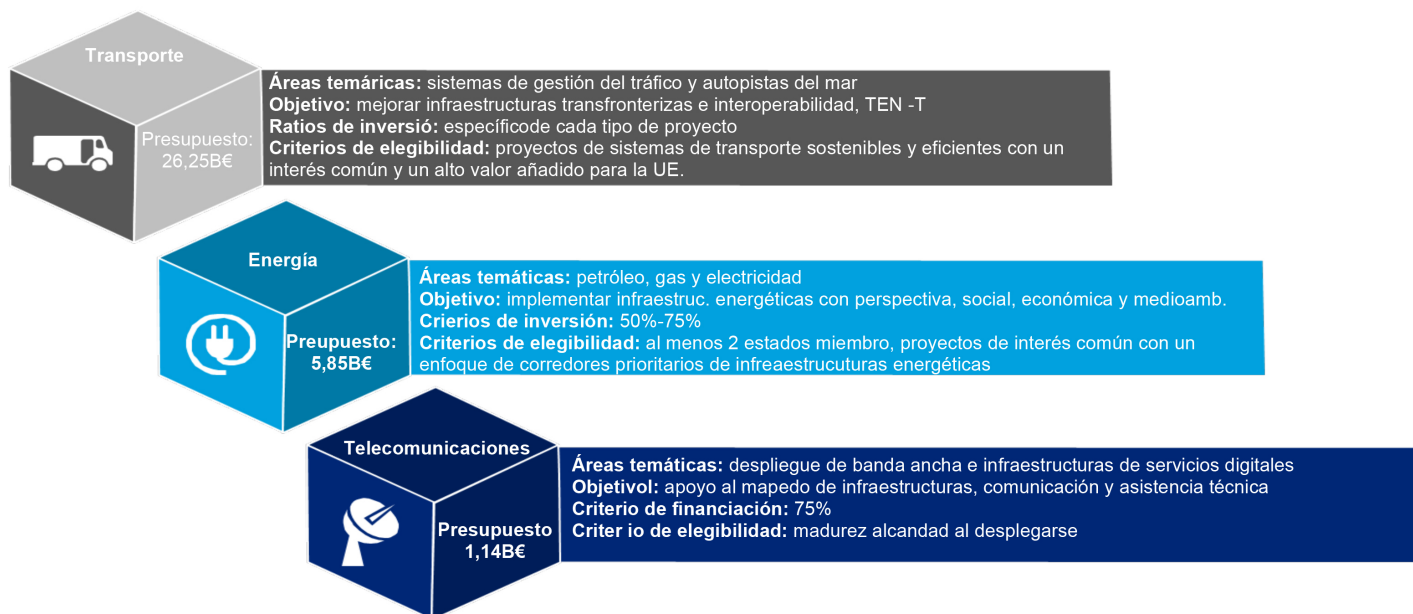 Transporte
Presupuesto:
26,25B€
Áreas temáricas: sistemas de gestión del tráfico y autopistas del mar
Objetivo: mejorar infraestructuras transfronterizas e interoperabilidad, TEN -T
Ratios de inversió: específicode cada tipo de proyecto
Criterios de elegibilidad: proyectos de sistemas de transporte sostenibles y eficientes con un
interés común y un alto valor añadido para la UE.
Energía
Preupuesto:
5,85B€
Áreas temáticas: petróleo, gas y electricidad
Objetivo: implementar infraestruc. energéticas con perspectiva, social, económica y medioamb.
Crierios de inversión: 50%-75%
Criterios de elegibilidad: al menos 2 estados miembro, proyectos de interés común con un
enfoque de corredores prioritarios de infreaestrucuturas energéticas
Telecomunicaciones
Presupuesto
1,14B€
Áreas temáticas: despliegue de banda ancha e infraestructuras de servicios digitales
Objetivol: apoyo al mapedo de infraestructuras, comunicación y asistencia técnica
Criterio de financiación: 75%
Criter io de elegibilidad: madurez alcandad al desplegarse